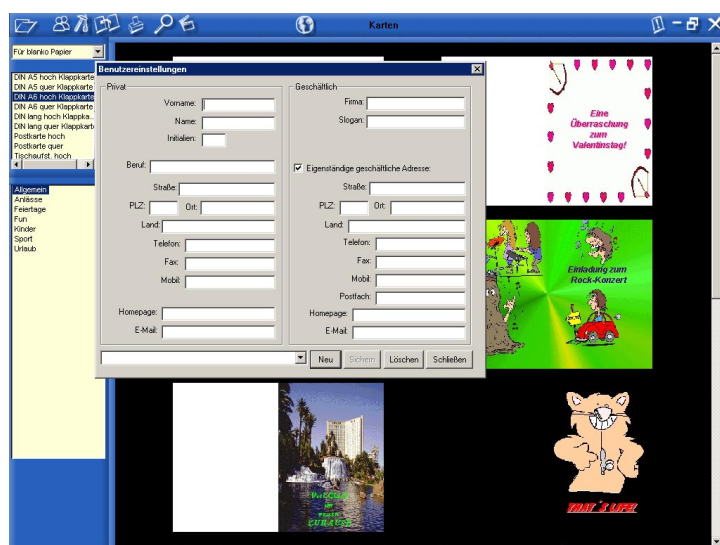 Karten
Für blanko Papier
DIN A5 hoch Klappkarte
DIN A5 quer Klappkarte
DIN A6 hoch Klappkarte
DIN A6 quer Klappkarte
DIN lang hoch Klappka...
DIN lang quer Klappkarte
Postkarte hoch
Postkarte quer
Tischaufst. hoch
Allgemein
Anlässe
Feiertage
Fun
Kinder
Sport
Urlaub
Benutzereinstellungen
Privat
Vorname:
Name:
Initialien:
Beruf:
Straße:
PLZ: Ort:
Land:
Telefon:
Fax:
Mobil:
Homepage:
E-Mail:
Geschäftlich
Firma:
Slogan:
Eigenständige geschäftliche Adresse:
Straße:
PLZ: Ort:
Land:
Telefon:
Fax:
Mobil:
Postfach:
Homepage:
E-Mail:
Neu Sichern Löschen Schließen
Eine
Überraschung
zum
Valentinstag!
Einladung zum
Rock-Konzert
THAT´S LIFE!